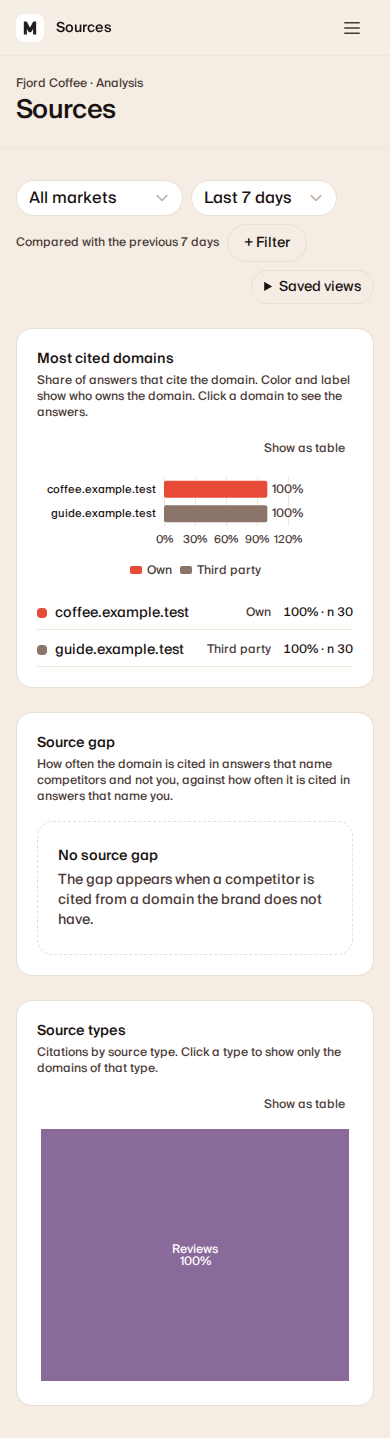 M Sources
Fjord Coffee · Analysis
Sources
All markets Last 7 days
Compared with the previous 7 days + Filter
Saved views
Most cited domains
Share of answers that cite the domain. Color and label
show who owns the domain. Click a domain to see the
answers.
Show as table
coffee.example.test 100%
guide.example.test 100%
0% 30% 60% 90% 120%
Own Third party
coffee.example.test Own 100% · n 30
guide.example.test Third party 100% · n 30
Source gap
How often the domain is cited in answers that name
competitors and not you, against how often it is cited in
answers that name you.
No source gap
The gap appears when a competitor is
cited from a domain the brand does not
have.
Source types
Citations by source type. Click a type to show only the
domains of that type.
Show as table
Reviews
100%